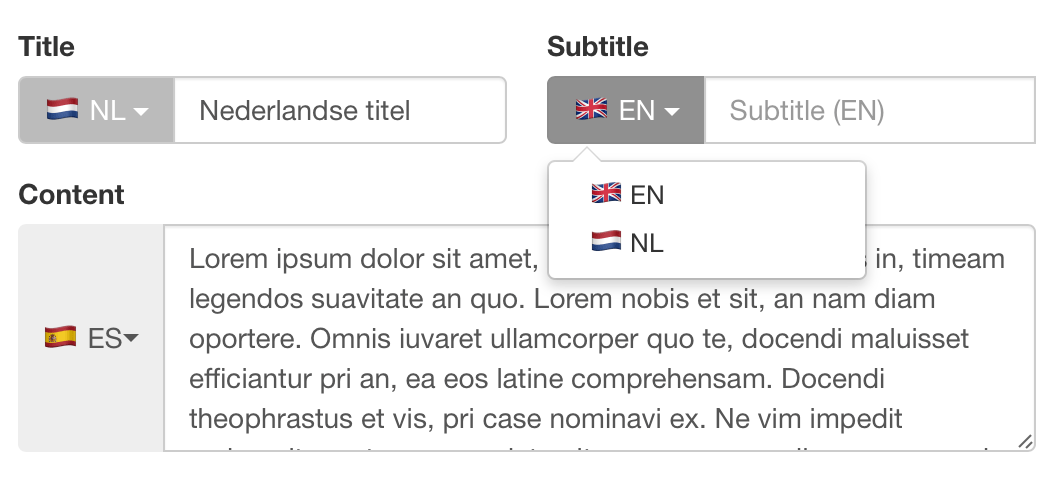 Title
Subtitle
NL
Nederlandse titel
EN
Subtitle (EN)
EN
NL
Content
ES
Lorem ipsum dolor sit amet, in, timeam
legendos suavitate an quo. Lorem nobis et sit, an nam diam
oportere. Omnis iuvaret ullamcorper quo te, docendi maluisset
efficiantur pri an, ea eos latine comprehensam. Docendi
theophrastus et vis, pri case nominavi ex. Ne vim impedit